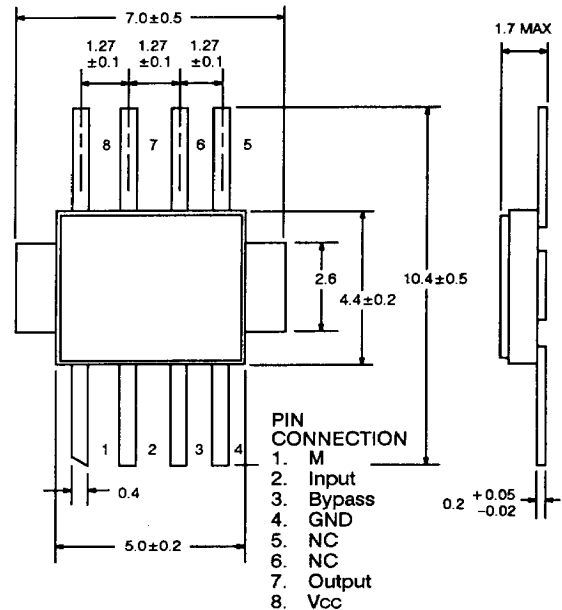 7.0±0.5
1.7 MAX
1.27 1.27 1.27
±0.1 ±0.1 ±0.1
8 7 6 5
2.6
4.4±0.2
10.4±0.5
1 2 3 4
0.4
5.0±0.2
0.2 +0.05
−0.02
PIN
CONNECTION
1. M
2. Input
3. Bypass
4. GND
5. NC
6. NC
7. Output
8. Vcc